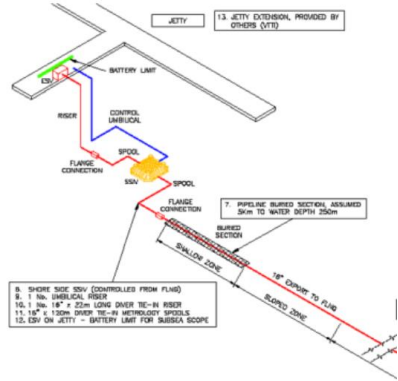 JETTY
13. JETTY EXTENSION, PROVIDED BY
OTHERS (VTTI)
BATTERY LIMIT
ESV
RISER
CONTROL
UMBILICAL
SPOOL
FLANGE
CONNECTION
SSIV
SPOOL
FLANGE
CONNECTION
7. PIPELINE BURIED SECTION, ASSUMED
5Km TO WATER DEPTH 250m
BURIED
SECTION
SHALLOW ZONE
18" EXPORT TO FLNG
SLOPED ZONE
8. SHORE SIDE SSIV (CONTROLLED FROM FLNG)
9. 1 No. UMBILICAL RISER
10. 1 No. 18" x 22m LONG DIVER TIE-IN RISER
11. 18" x 130m DIVER TIE-IN METROLOGY SPOOLS
12. ESV ON JETTY - BATTERY LIMIT FOR SUBSEA SCOPE